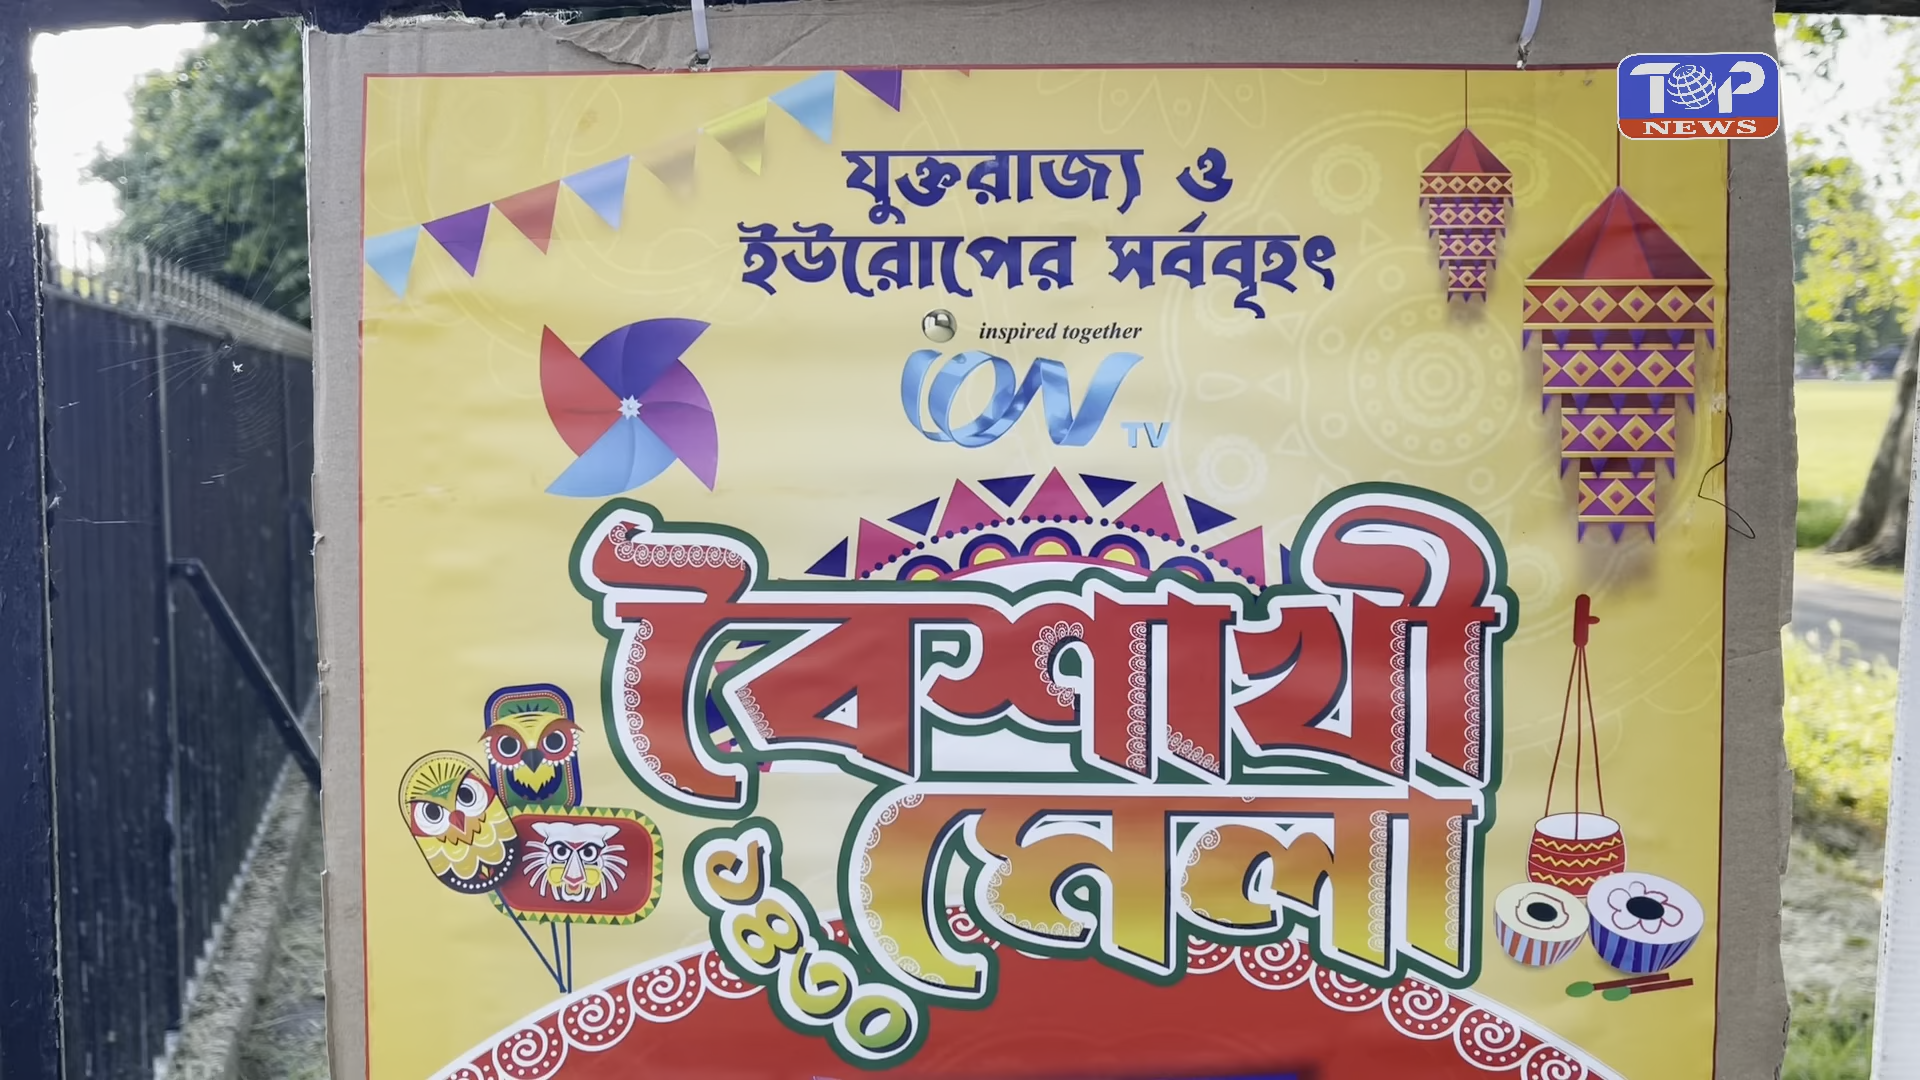 TOP
NEWS
যুক্তরাজ্য ও
ইউরোপের সর্ববৃহৎ
inspired together
ION TV
বৈশাখী
মেলা
১৪৩০